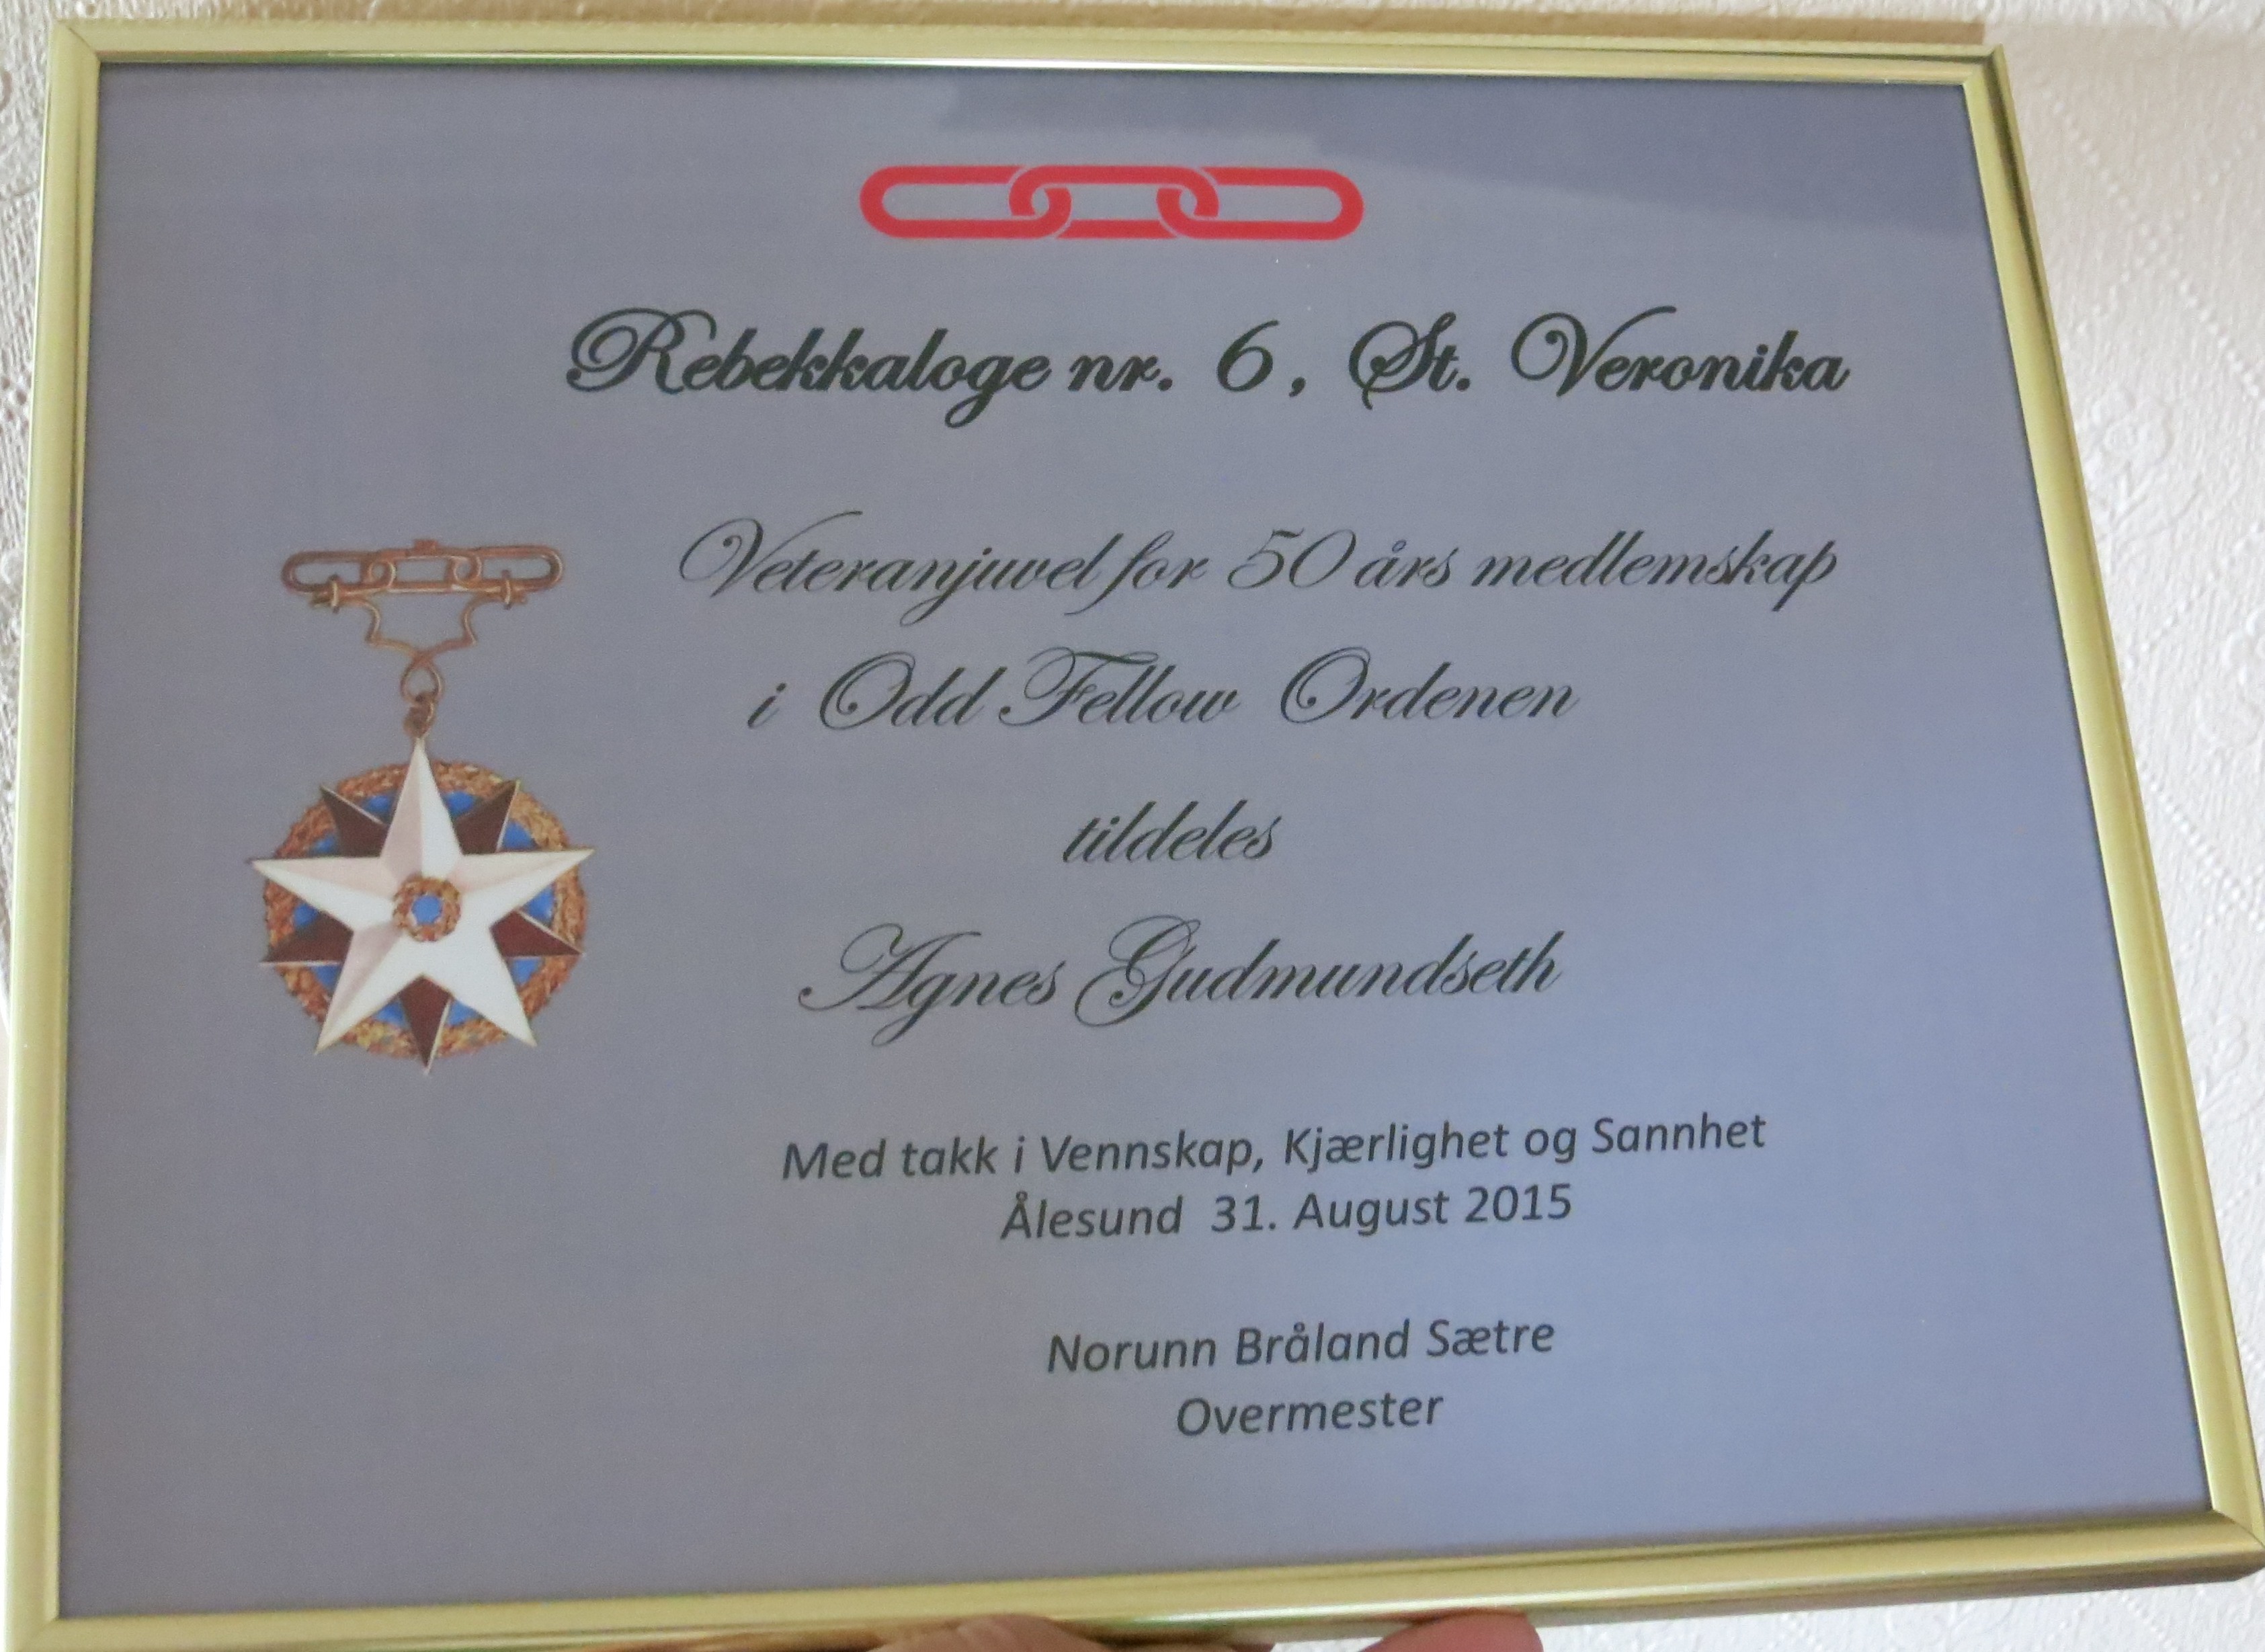 Rebekkaloge nr. 6, St. Veronika
Veteranjuvel for 50 års medlemskap
i Odd Fellow Ordenen
tildeles
Agnes Gudmundseth
Med takk i Vennskap, Kjærlighet og Sannhet
Ålesund 31. August 2015
Norunn Bråland Sætre
Overmester